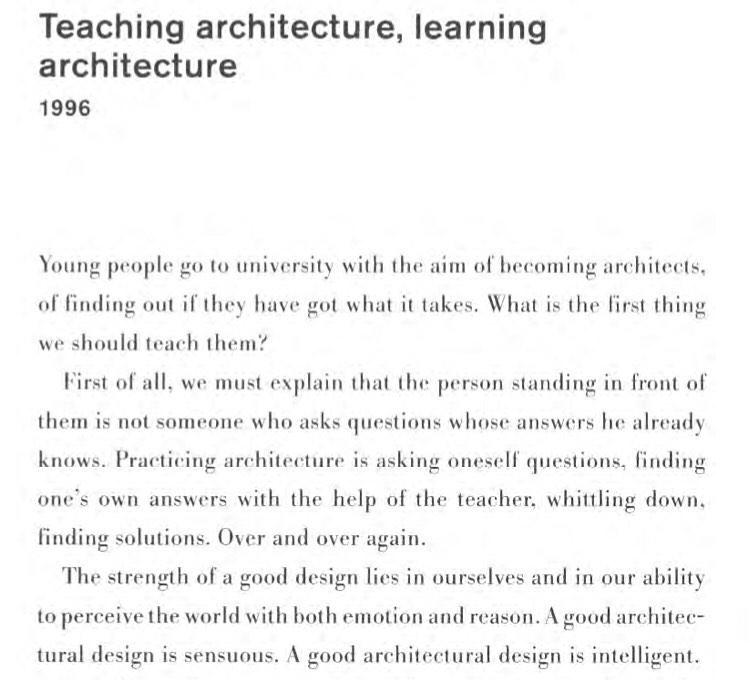 Teaching architecture, learning
architecture
1996
Young people go to university with the aim of becoming architects,
of finding out if they have got what it takes. What is the first thing
we should teach them?
First of all, we must explain that the person standing in front of
them is not someone who asks questions whose answers he already
knows. Practicing architecture is asking oneself questions, finding
one's own answers with the help of the teacher, whittling down,
finding solutions. Over and over again.
The strength of a good design lies in ourselves and in our ability
to perceive the world with both emotion and reason. A good architec-
tural design is sensuous. A good architectural design is intelligent.